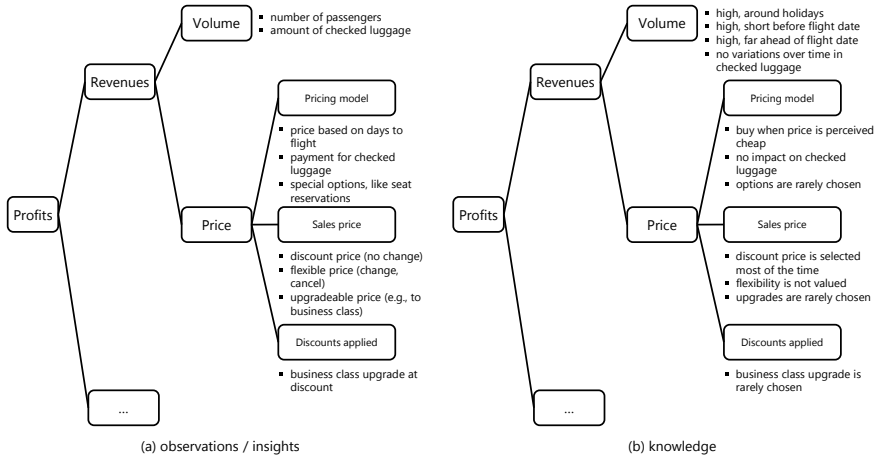 Volume
▪ number of passengers
▪ amount of checked luggage
Revenues
Pricing model
▪ price based on days to
flight
▪ payment for checked
luggage
▪ special options, like seat
reservations
Profits
Price
Sales price
▪ discount price (no change)
▪ flexible price (change,
cancel)
▪ upgradeable price (e.g., to
business class)
Discounts applied
▪ business class upgrade at
discount
...
(a) observations / insights
Volume
▪ high, around holidays
▪ high, short before flight date
▪ high, far ahead of flight date
▪ no variations over time in
checked luggage
Revenues
Pricing model
▪ buy when price is perceived
cheap
▪ no impact on checked
luggage
▪ options are rarely chosen
Profits
Price
Sales price
▪ discount price is selected
most of the time
▪ flexibility is not valued
▪ upgrades are rarely chosen
Discounts applied
▪ business class upgrade is
rarely chosen
...
(b) knowledge